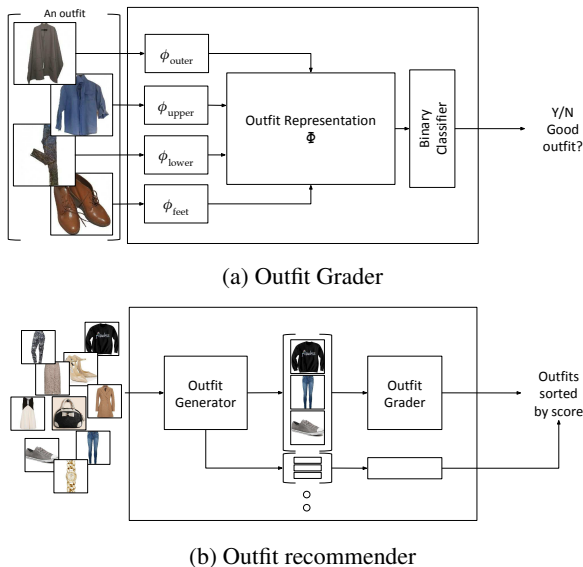 An outfit
ϕouter
ϕupper
ϕlower
ϕfeet
Outfit Representation
Φ
Binary
Classifier
Y/N
Good
outfit?
(a) Outfit Grader
Outfit
Generator
Outfit
Grader
Outfits
sorted
by score
(b) Outfit recommender